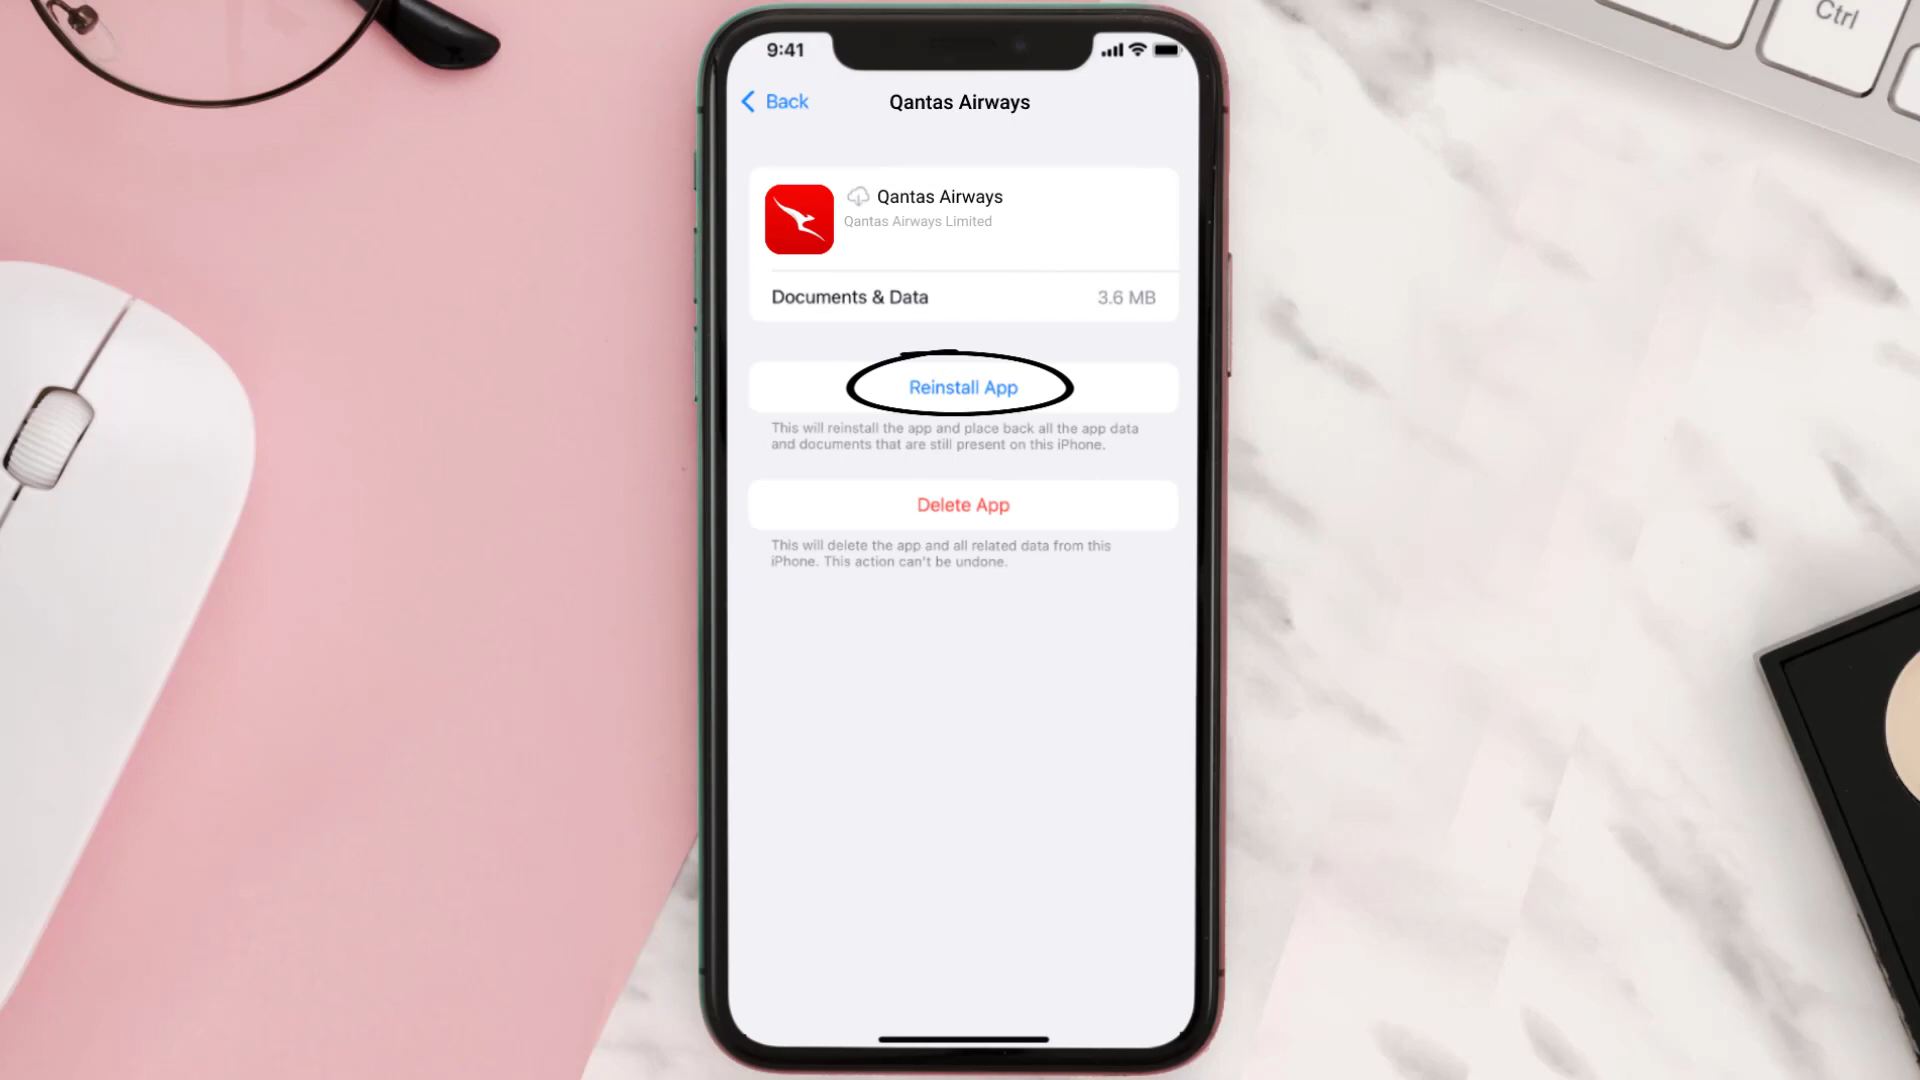 Ctrl
9:41
Back
Qantas Airways
Qantas Airways
Qantas Airways Limited
Documents & Data
3.6 MB
Reinstall App
This will reinstall the app and place back all the app data
and documents that are still present on this iPhone.
Delete App
This will delete the app and all related data from this
iPhone. This action can't be undone.